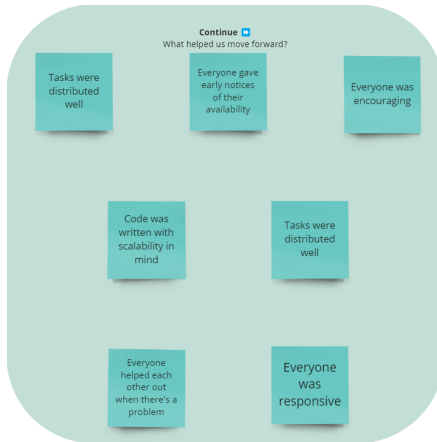 Continue ⏩
What helped us move forward?
Tasks were
distributed
well
Everyone gave
early notices
of their
availability
Everyone was
encouraging
Code was
written with
scalability in
mind
Tasks were
distributed
well
Everyone
helped each
other out
when there's a
problem
Everyone
was
responsive